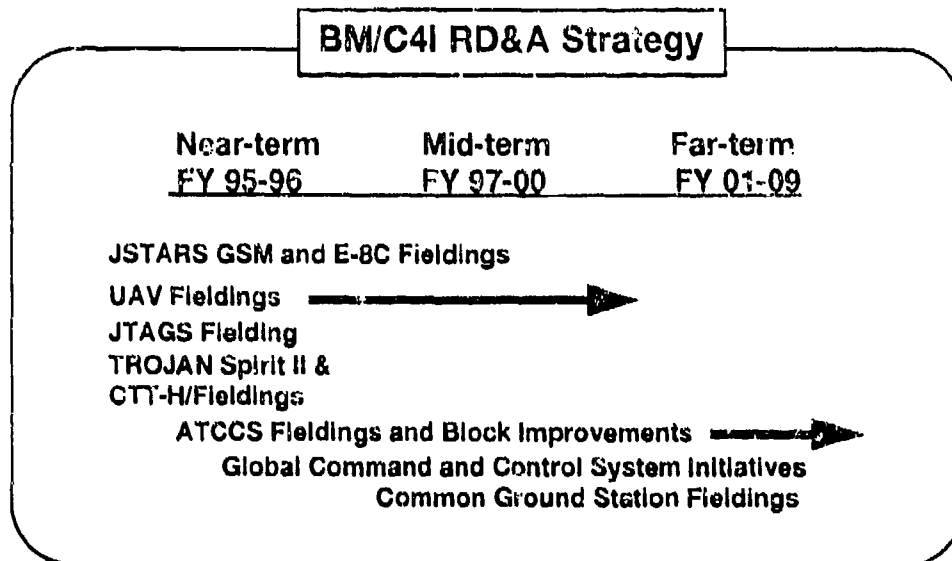 BM/C4I RD&A Strategy
Near-term Mid-term Far-term
FY 95-96 FY 97-00 FY 01-09
JSTARS GSM and E-8C Fieldings
UAV Fieldings
JTAGS Fielding
TROJAN Spirit II &
CTT-H/Fieldings
ATCCS Fieldings and Block Improvements
Global Command and Control System Initiatives
Common Ground Station Fieldings